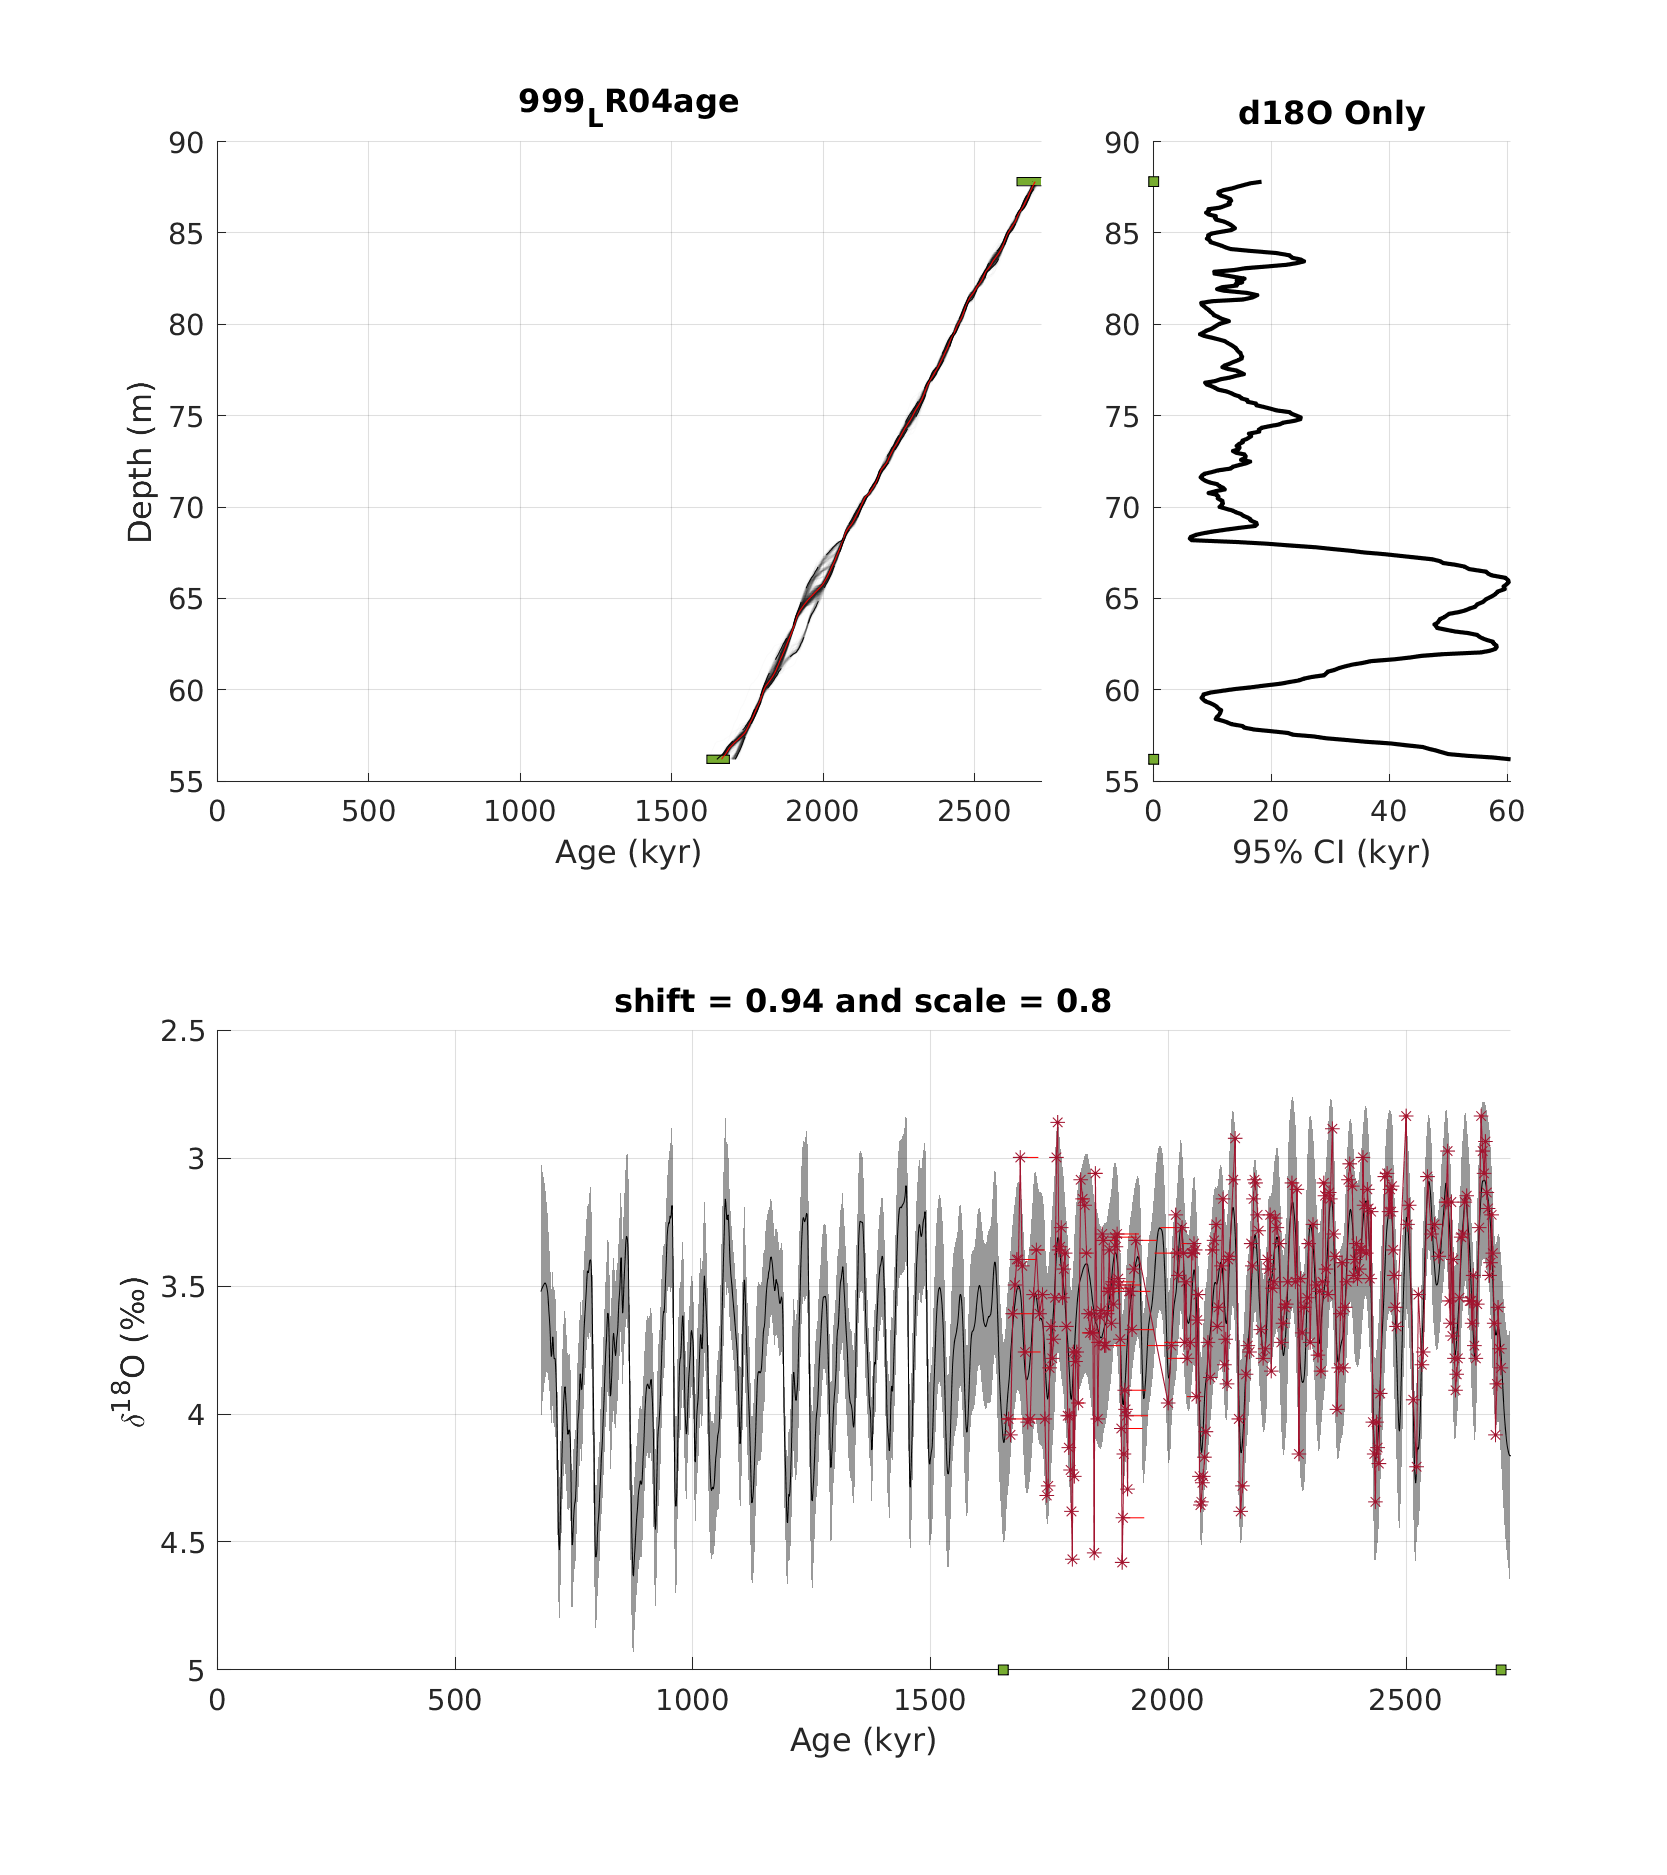 999LR04age
d18O Only
90
85
80
75
70
65
60
55
Depth (m)
0 500 1000 1500 2000 2500
Age (kyr)
90
85
80
75
70
65
60
55
0 20 40 60
95% CI (kyr)
shift = 0.94 and scale = 0.8
2.5
3
3.5
4
4.5
5
δ18O (‰)
0 500 1000 1500 2000 2500
Age (kyr)